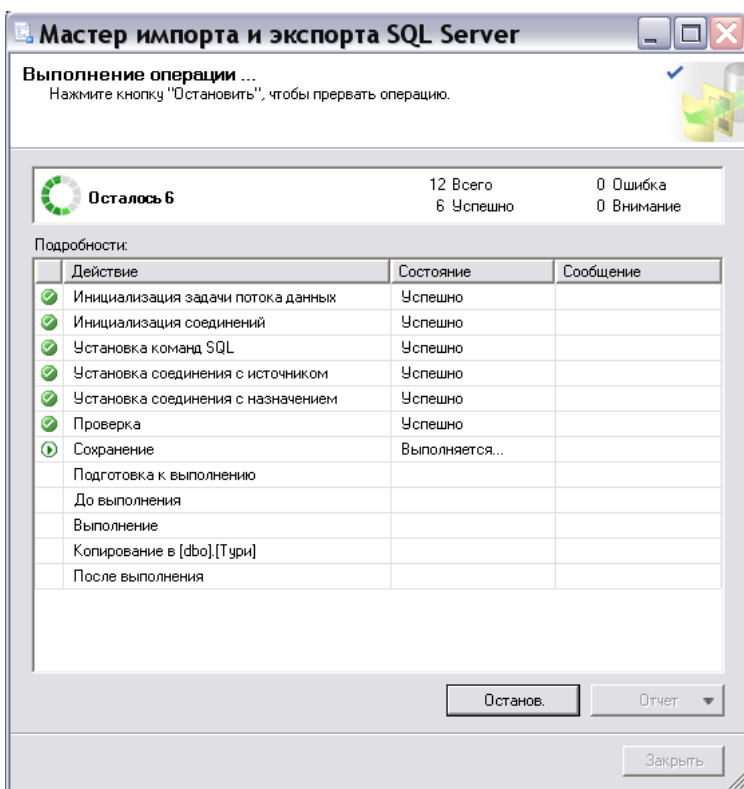 Мастер импорта и экспорта SQL Server
Выполнение операции ...
Нажмите кнопку "Остановить", чтобы прервать операцию.
Осталось 6
12 Всего
0 Ошибка
6 Успешно
0 Внимание
Подробности:
Действие Состояние Сообщение
Инициализация задачи потока данных Успешно
Инициализация соединений Успешно
Установка команд SQL Успешно
Установка соединения с источником Успешно
Установка соединения с назначением Успешно
Проверка Успешно
Сохранение Выполняется...
Подготовка к выполнению
До выполнения
Выполнение
Копирование в [dbo].[Тури]
После выполнения
Останов. Отчет
Закрыть